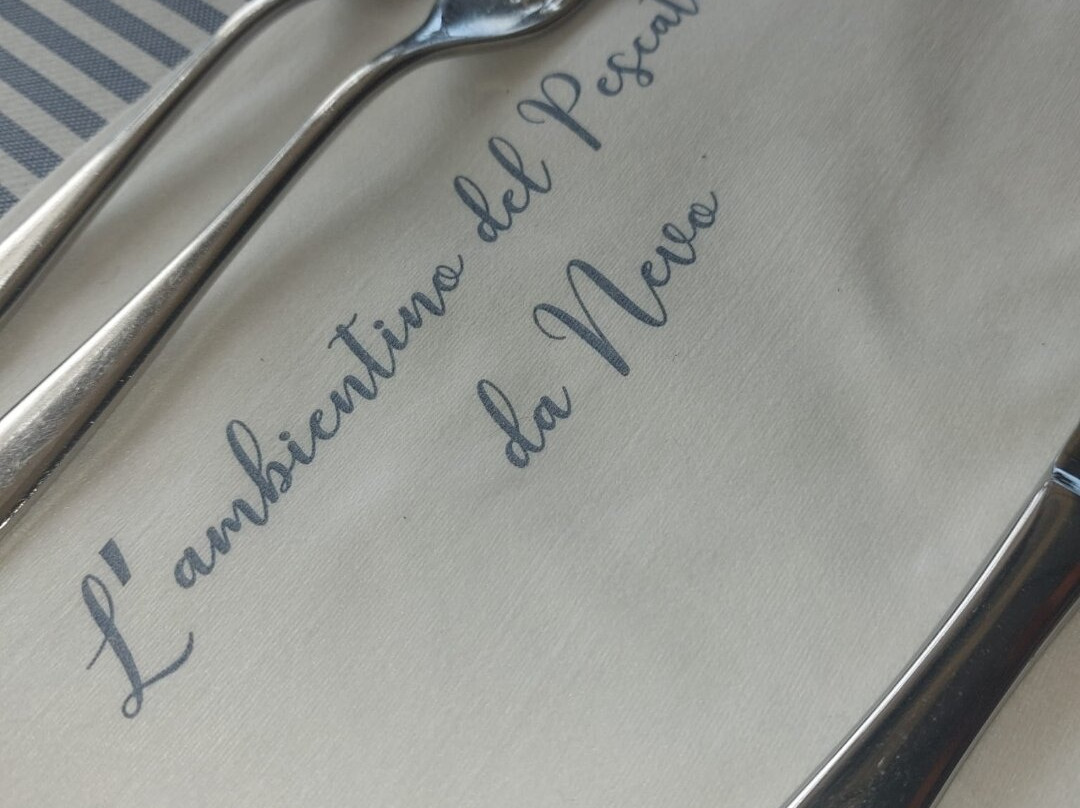 L'ambientino del Pescat
da Nevo